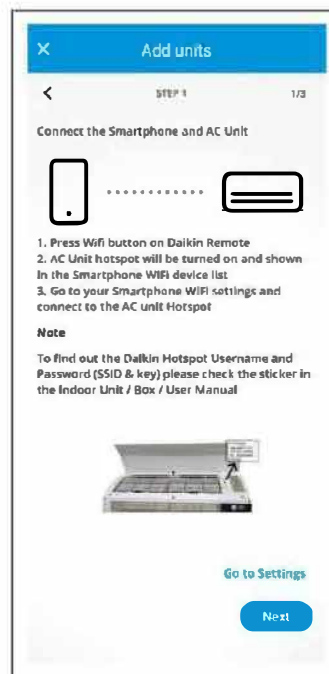 Add units
STEP 1
1/3
Connect the Smartphone and AC Unit
1. Press Wifi button on Daikin Remote
2. AC Unit hotspot will be turned on and shown
in the Smartphone WiFi device list
3. Go to your Smartphone WiFi settings and
connect to the AC unit Hotspot
Note
To find out the Daikin Hotspot Username and
Password (SSID & key) please check the sticker in
the Indoor Unit / Box / User Manual
Go to Settings
Next